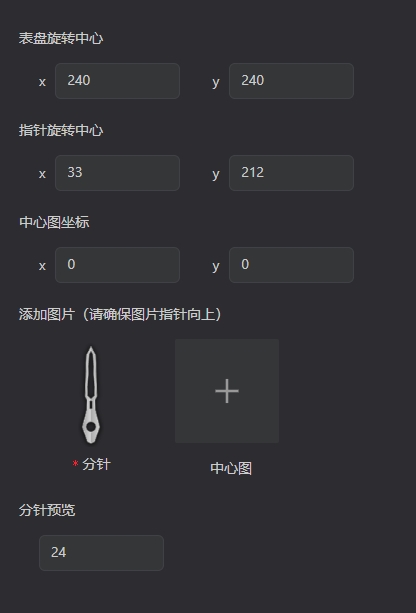 表盘旋转中心
x 240 y 240
指针旋转中心
x 33 y 212
中心图坐标
x 0 y 0
添加图片（请确保图片指针向上）
* 分针 中心图
分针预览
24